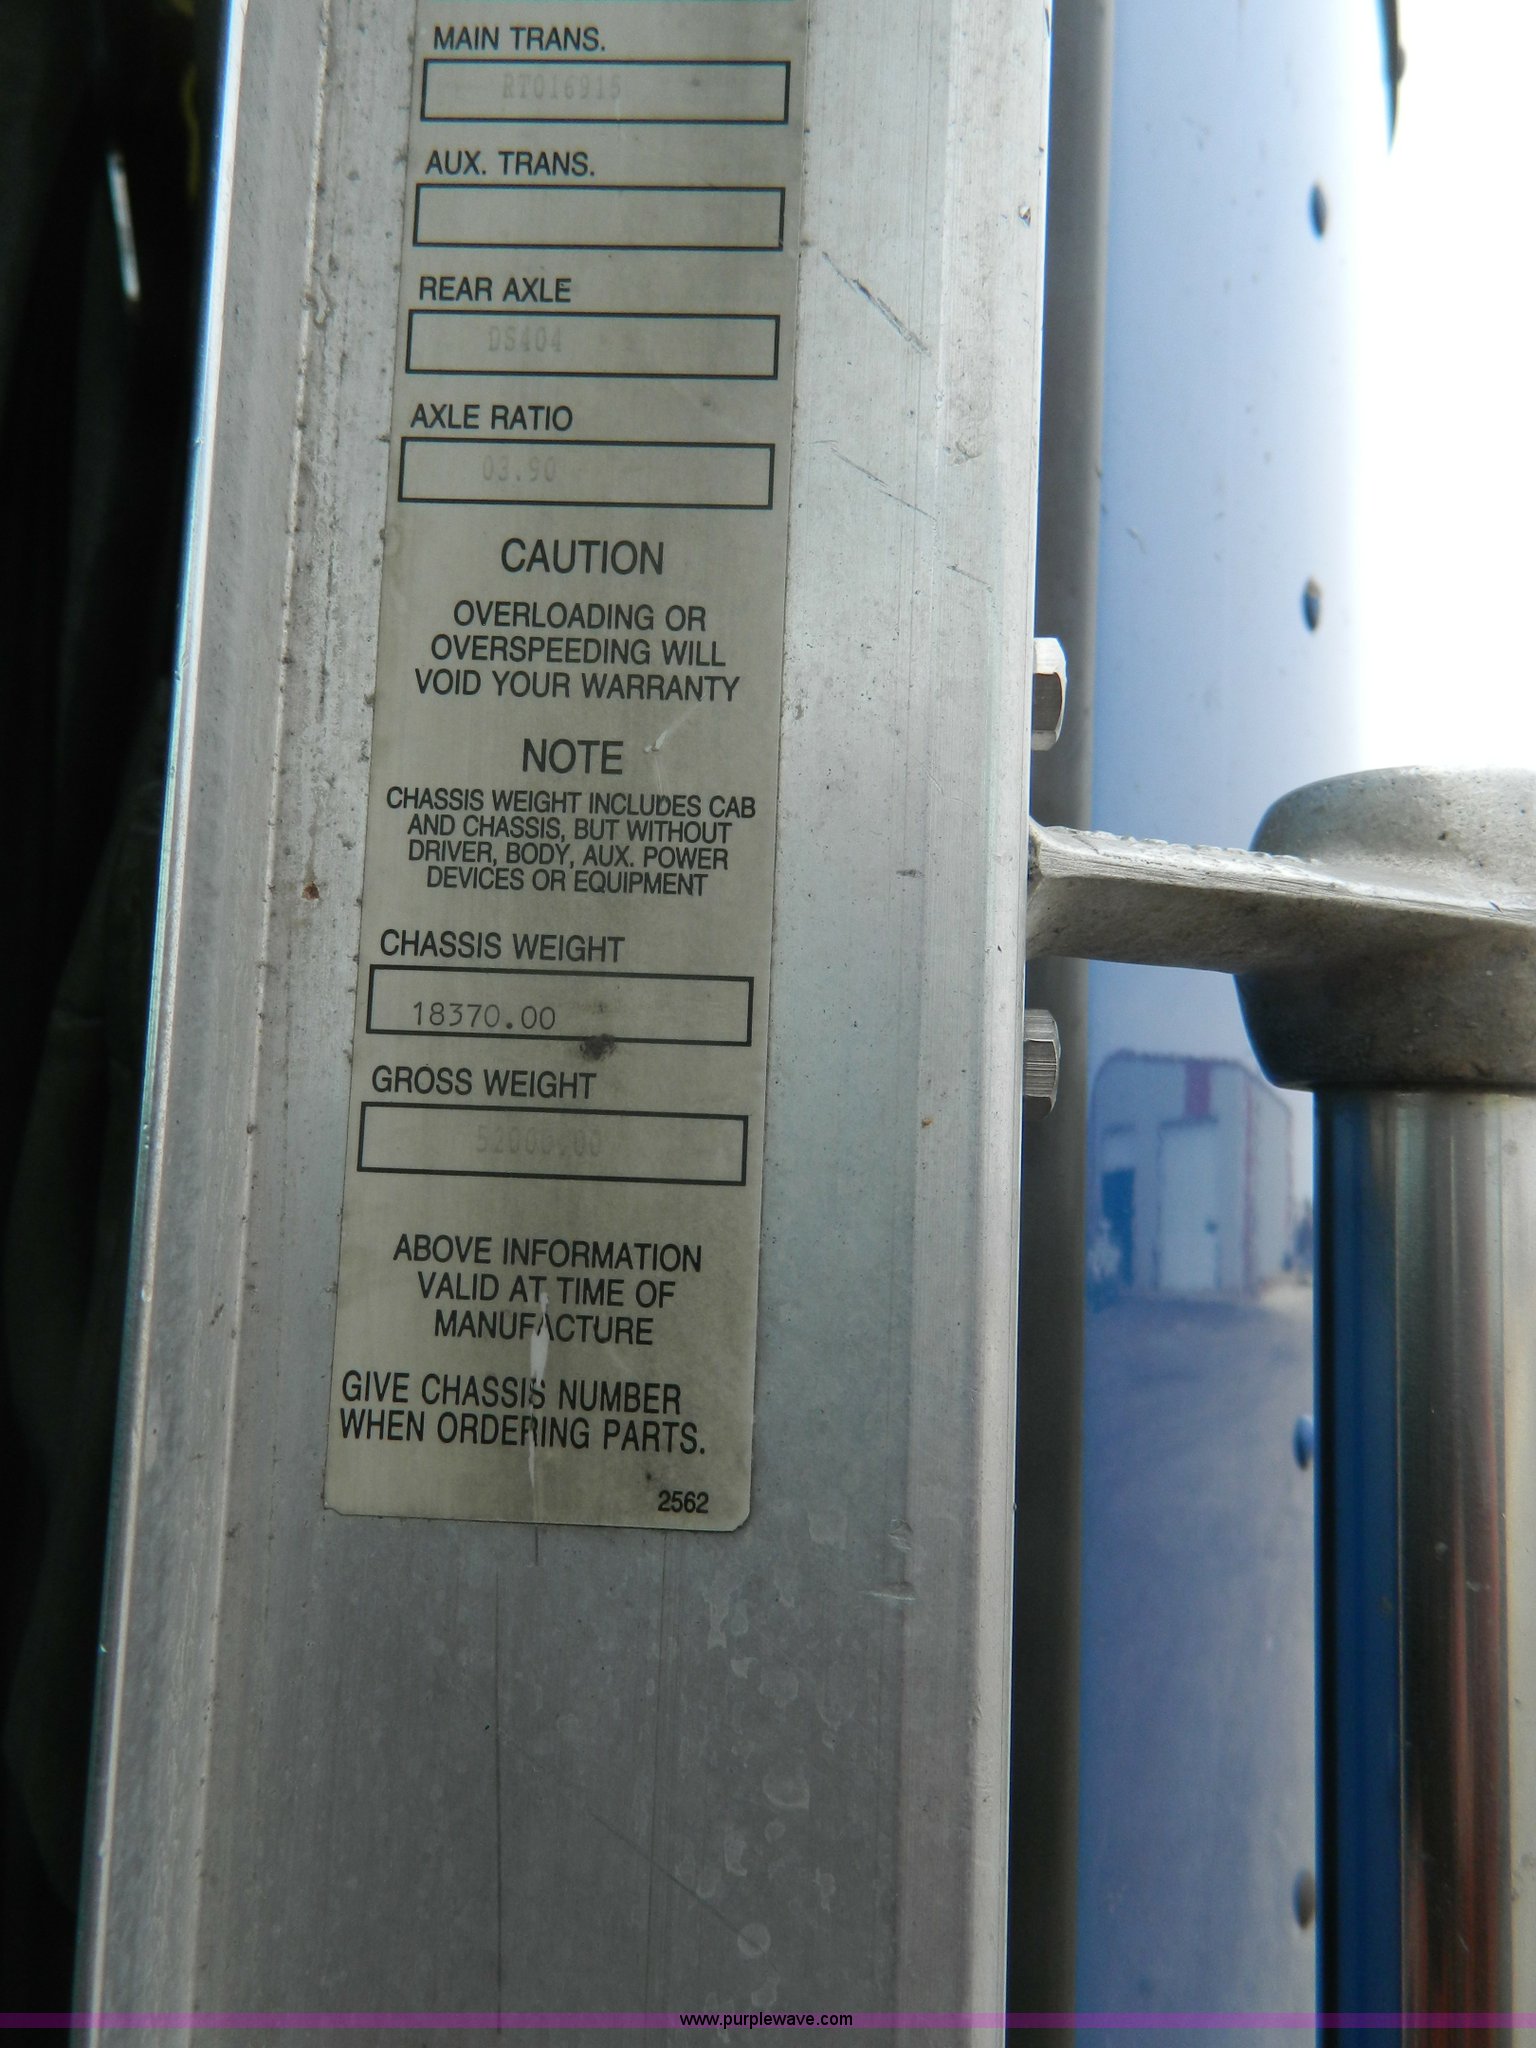 MAIN TRANS.
RTO16915
AUX. TRANS.
REAR AXLE
DS404
AXLE RATIO
03.90
CAUTION
OVERLOADING OR
OVERSPEEDING WILL
VOID YOUR WARRANTY
NOTE
CHASSIS WEIGHT INCLUDES CAB
AND CHASSIS, BUT WITHOUT
DRIVER, BODY, AUX. POWER
DEVICES OR EQUIPMENT
CHASSIS WEIGHT
18370.00
GROSS WEIGHT
52000.00
ABOVE INFORMATION
VALID AT TIME OF
MANUFACTURE
GIVE CHASSIS NUMBER
WHEN ORDERING PARTS.
2562
www.purplewave.com